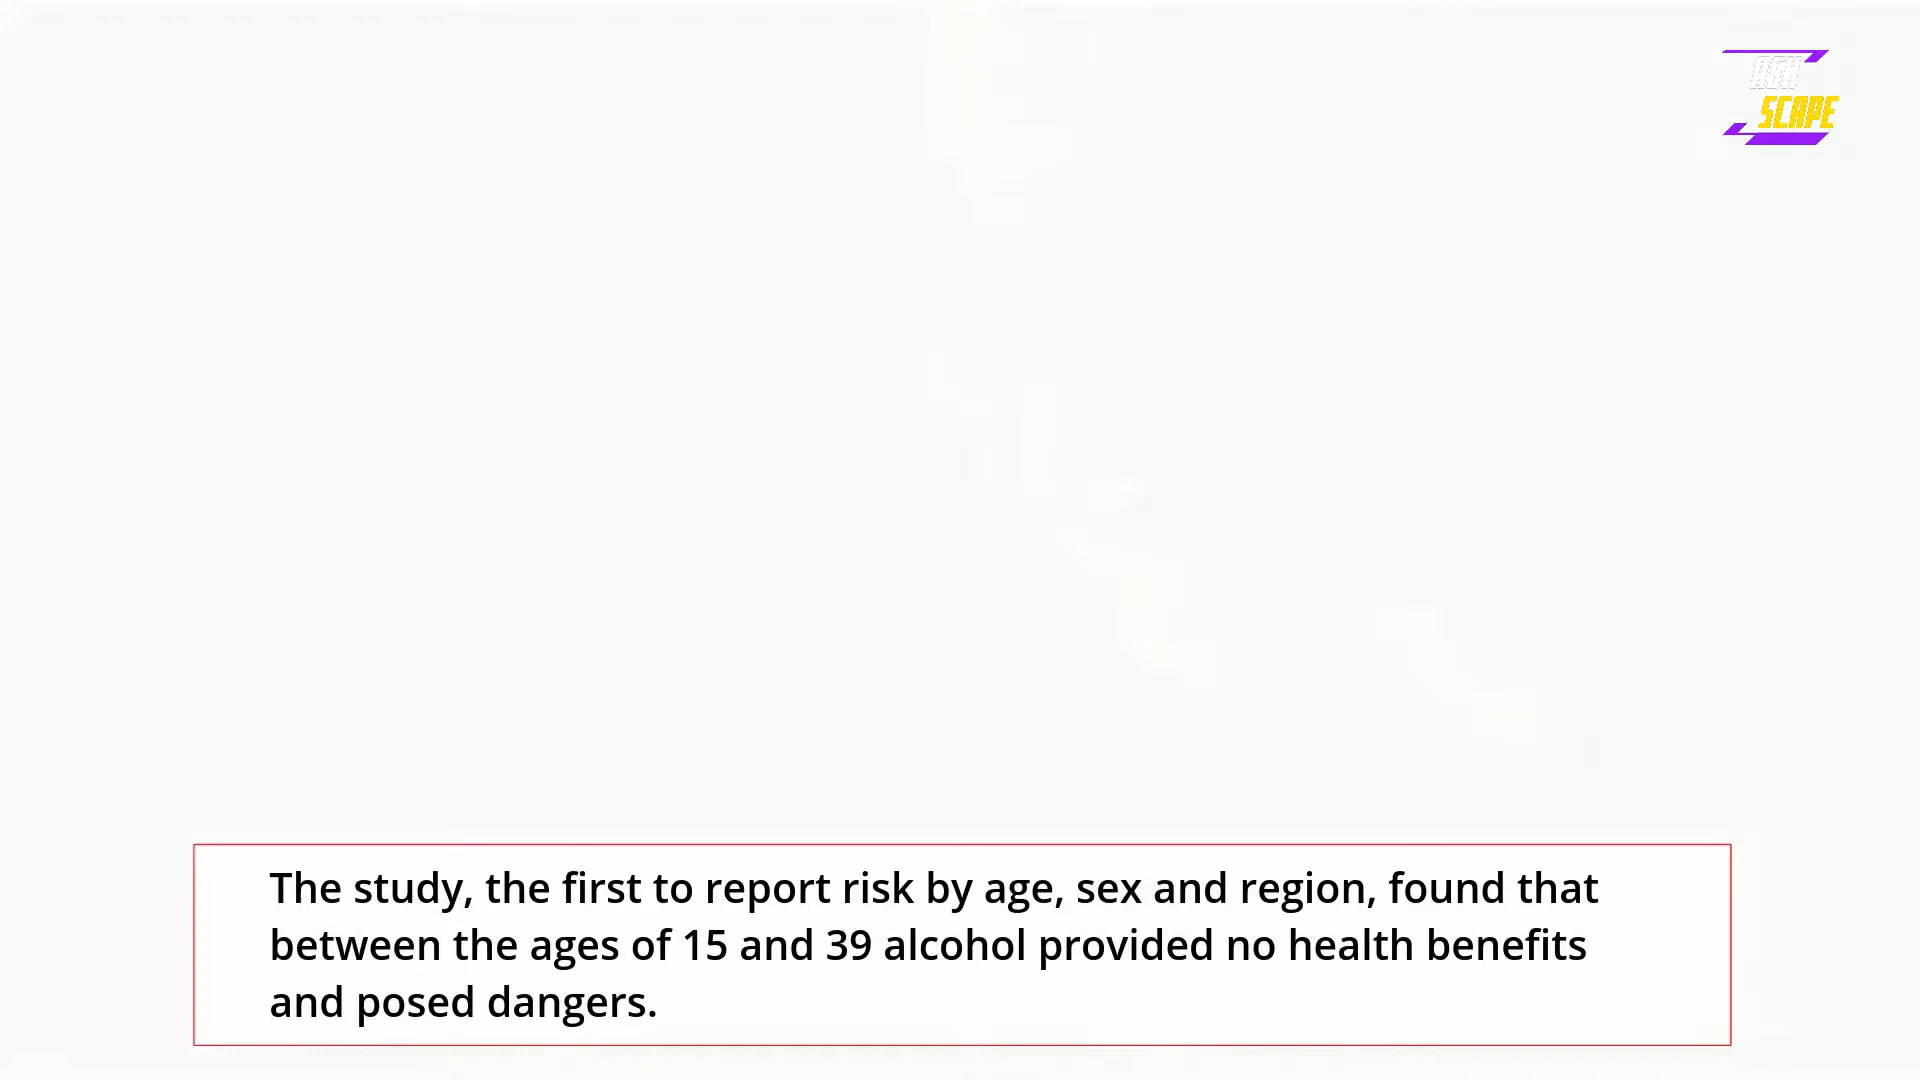 AGH
SCAPE
The study, the first to report risk by age, sex and region, found that
between the ages of 15 and 39 alcohol provided no health benefits
and posed dangers.